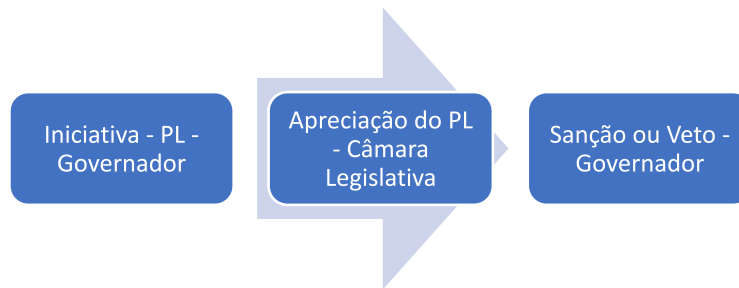 Iniciativa - PL -
Governador
Apreciação do PL
- Câmara
Legislativa
Sanção ou Veto -
Governador